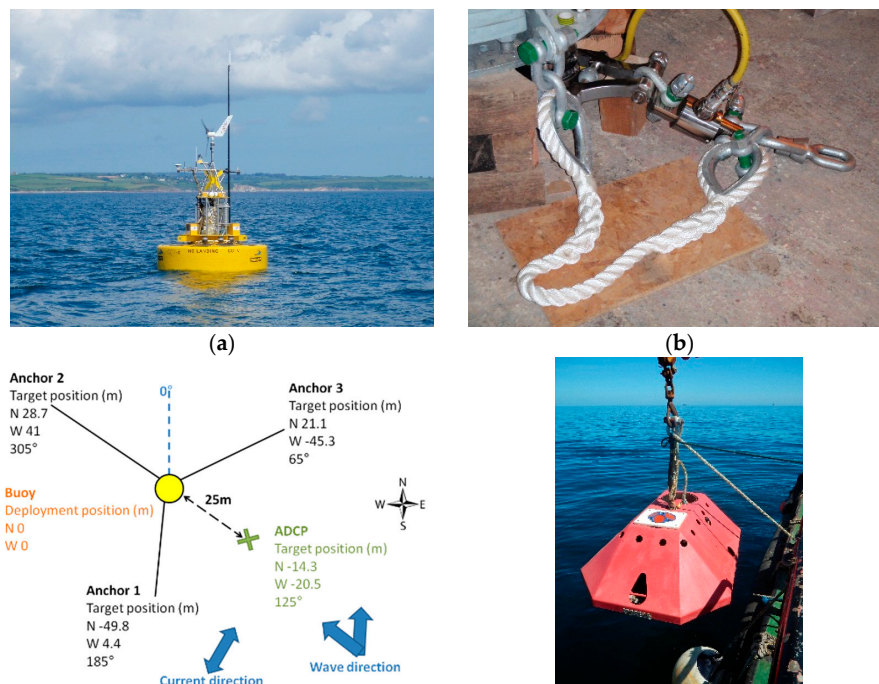 (a)
(b)
Anchor 2
Target position (m)
N 28.7
W 41
305°
0°
Anchor 3
Target position (m)
N 21.1
W -45.3
65°
Buoy
Deployment position (m)
N 0
W 0
25m
N
W E
S
ADCP
Target position (m)
N -14.3
W -20.5
125°
Anchor 1
Target position (m)
N -49.8
W 4.4
185°
Current direction
Wave direction